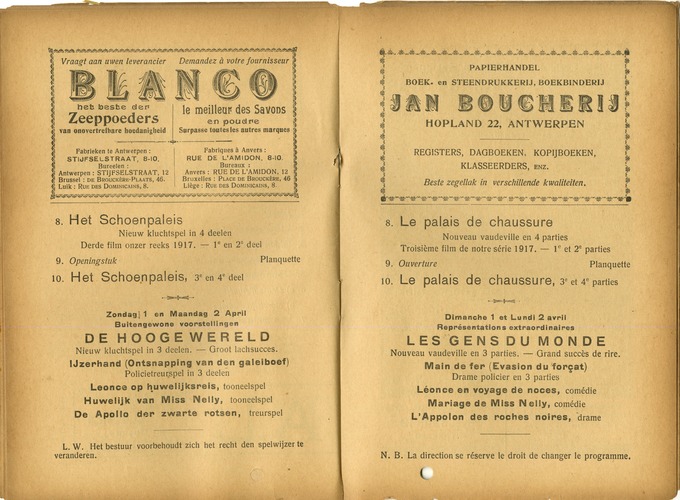 Vraagt aan uwen leverancier Demandez à votre fournisseur
BLANCO
het beste der
Zeeppoeders
van onovertrefbare hoedanigheid
le meilleur des Savons
en poudre
Surpasse toutes les autres marques
Fabrieken te Antwerpen :
STIJFSELSTRAAT, 8-10.
Bureelen :
Antwerpen : STIJFSELSTRAAT, 12
Brussel : DE BROUCKÈRE-PLAATS, 46.
Luik : RUE DES DOMINICAINS, 8.
Fabriques à Anvers :
RUE DE L'AMIDON, 8-10.
Bureaux :
Anvers : RUE DE L'AMIDON, 12
Bruxelles : PLACE DE BROUCKÈRE, 46
Liège : RUE DES DOMINICAINS, 8.
8. Het Schoenpaleis
Nieuw kluchtspel in 4 deelen
Derde film onzer reeks 1917. — 1e en 2e deel
9. Openingstuk Planquette
10. Het Schoenpaleis, 3e en 4e deel
Zondag 1 en Maandag 2 April
Buitengewone voorstellingen
DE HOOGE WERELD
Nieuw kluchtspel in 3 deelen. — Groot lachsucces.
IJzerhand (Ontsnapping van den galeiboef)
Policietreurspel in 3 deelen
Leonce op huwelijksreis, tooneelspel
Huwelijk van Miss Nelly, tooneelspel
De Apollo der zwarte rotsen, treurspel
L. W. Het bestuur voorbehoudt zich het recht den spelwijzer te
veranderen.
PAPIERHANDEL
BOEK- en STEENDRUKKERIJ, BOEKBINDERIJ
JAN BOUCHERIJ
HOPLAND 22, ANTWERPEN
REGISTERS, DAGBOEKEN, KOPIJBOEKEN,
KLASSEERDERS, ENZ.
Beste zegellak in verschillende kwaliteiten.
8. Le palais de chaussure
Nouveau vaudeville en 4 parties
Troisième film de notre série 1917. — 1e et 2e parties
9. Ouverture Planquette
10. Le palais de chaussure, 3e et 4e parties
Dimanche 1 et Lundi 2 avril
Représentations extraordinaires
LES GENS DU MONDE
Nouveau vaudeville en 3 parties. — Grand succès de rire.
Main de fer (Evasion du forçat)
Drame policier en 3 parties
Léonce en voyage de noces, comédie
Mariage de Miss Nelly, comédie
L'Appolon des roches noires, drame
N. B. La direction se réserve le droit de changer le programme.